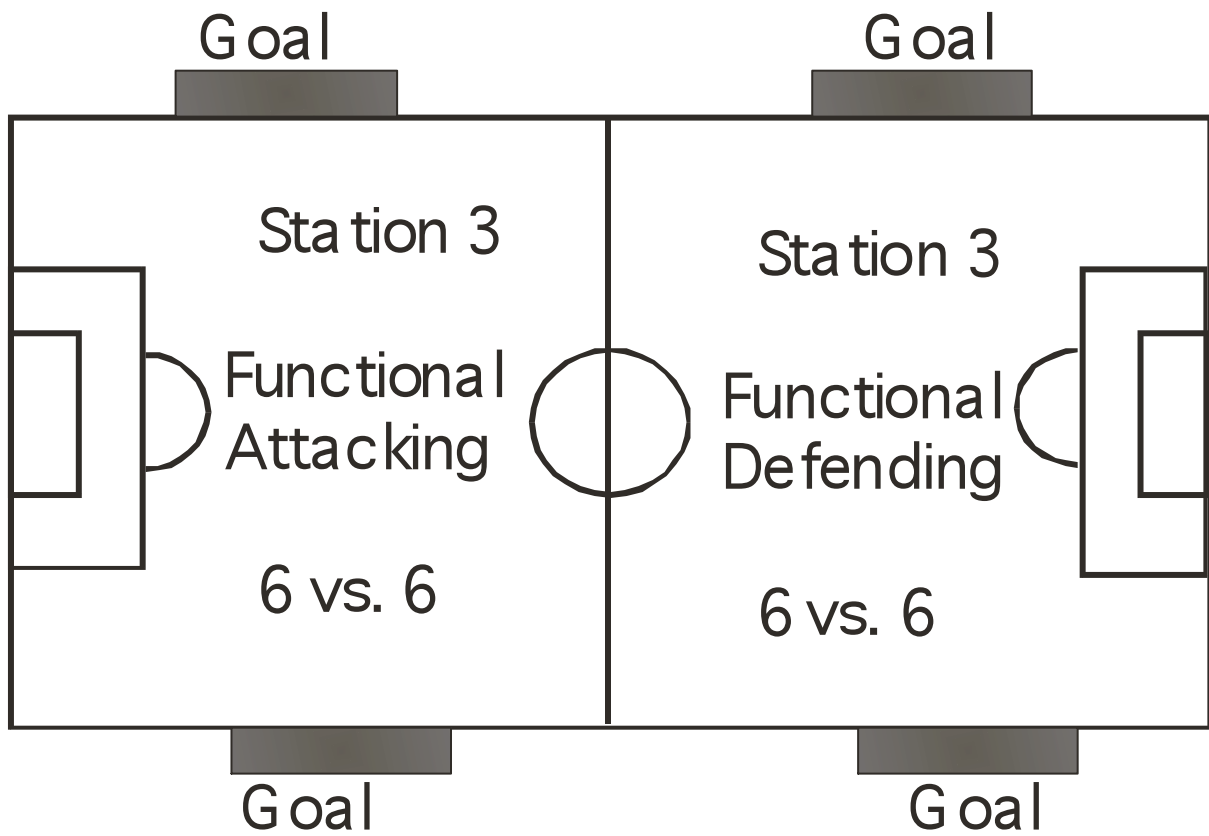 Goal
Goal
Station 3
Functional
Attacking
6 vs. 6
Station 3
Functional
Defending
6 vs. 6
Goal
Goal